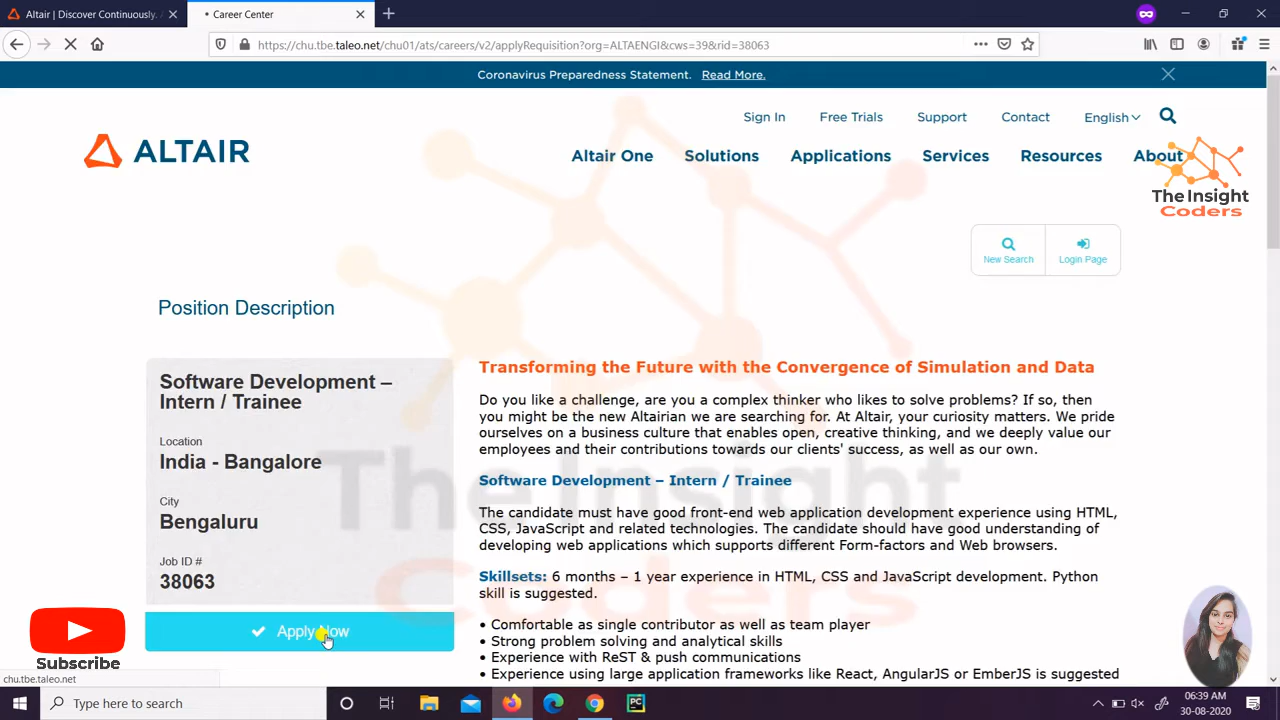 Altair | Discover Continuously.
Career Center
https://chu.tbe.taleo.net/chu01/ats/careers/v2/applyRequisition?org=ALTAENGI&cws=39&rid=38063
Coronavirus Preparedness Statement. Read More.
Sign In Free Trials Support Contact English
ALTAIR
Altair One Solutions Applications Services Resources About
The Insight
Coders
New Search Login Page
Position Description
Software Development –
Intern / Trainee
Location
India - Bangalore
City
Bengaluru
Job ID #
38063
Apply Now
Transforming the Future with the Convergence of Simulation and Data
Do you like a challenge, are you a complex thinker who likes to solve problems? If so, then
you might be the new Altairian we are searching for. At Altair, your curiosity matters. We pride
ourselves on a business culture that enables open, creative thinking, and we deeply value our
employees and their contributions towards our clients' success, as well as our own.
Software Development – Intern / Trainee
The candidate must have good front-end web application development experience using HTML,
CSS, JavaScript and related technologies. The candidate should have good understanding of
developing web applications which supports different Form-factors and Web browsers.
Skillsets: 6 months – 1 year experience in HTML, CSS and JavaScript development. Python
skill is suggested.
• Comfortable as single contributor as well as team player
• Strong problem solving and analytical skills
• Experience with ReST & push communications
• Experience using large application frameworks like React, AngularJS or EmberJS is suggested
The Insight
Coders
Subscribe
chu.tbe.taleo.net
Type here to search
PC
06:39 AM
30-08-2020